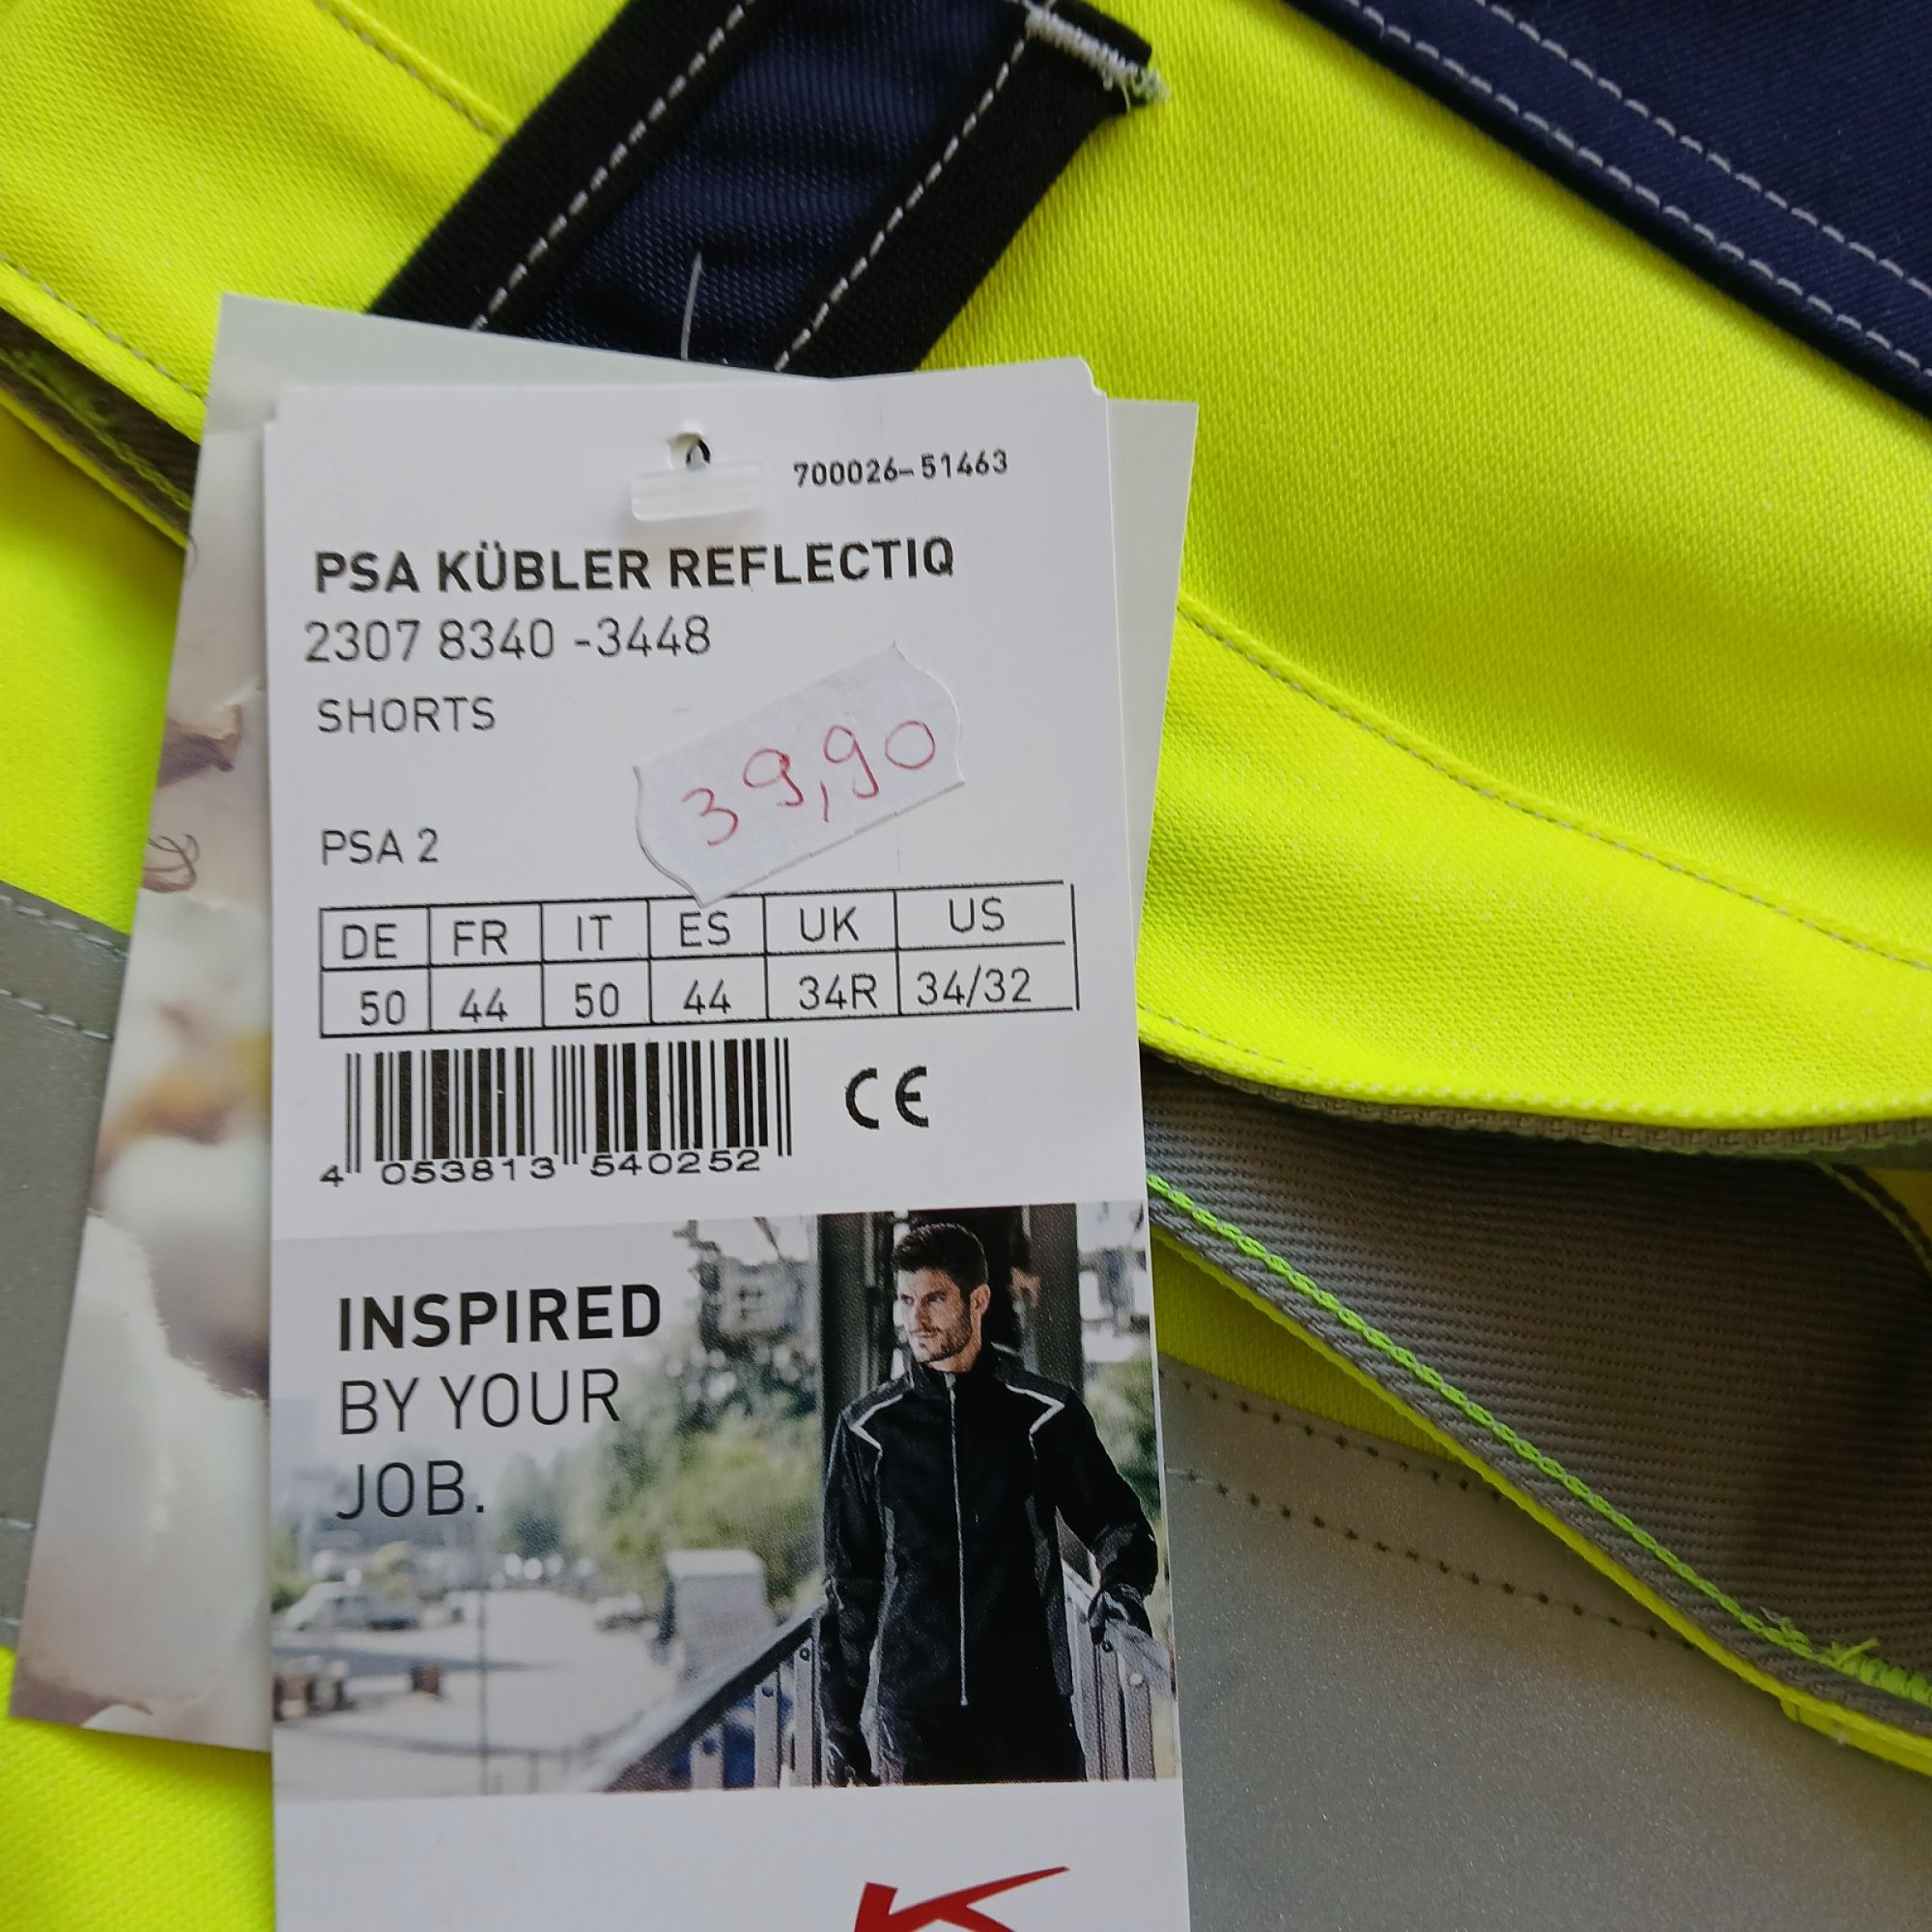 700026-51463
PSA KÜBLER REFLECTIQ
2307 8340 -3448
SHORTS
39,90
PSA 2
DE FR IT ES UK US
50 44 50 44 34R 34/32
4 053813 540252
CE
INSPIRED
BY YOUR
JOB.